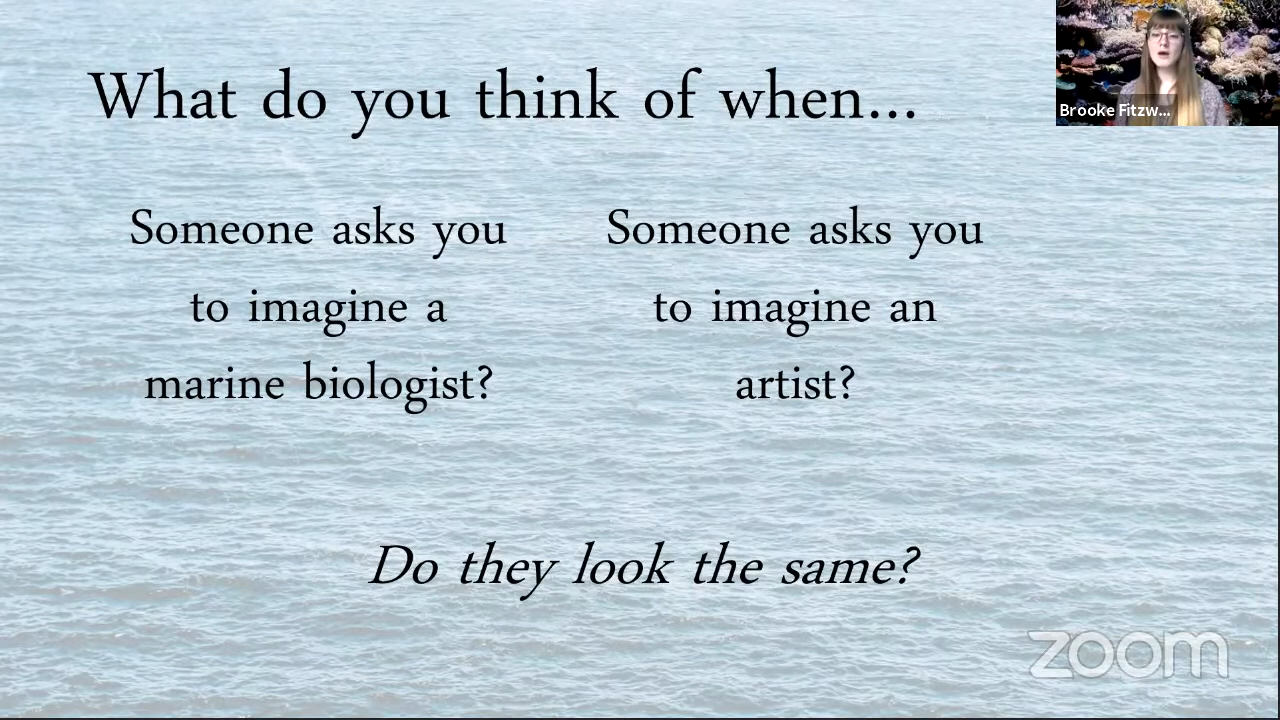 What do you think of when...
Brooke Fitzw...
Someone asks you
to imagine a
marine biologist?
Someone asks you
to imagine an
artist?
Do they look the same?
zoom